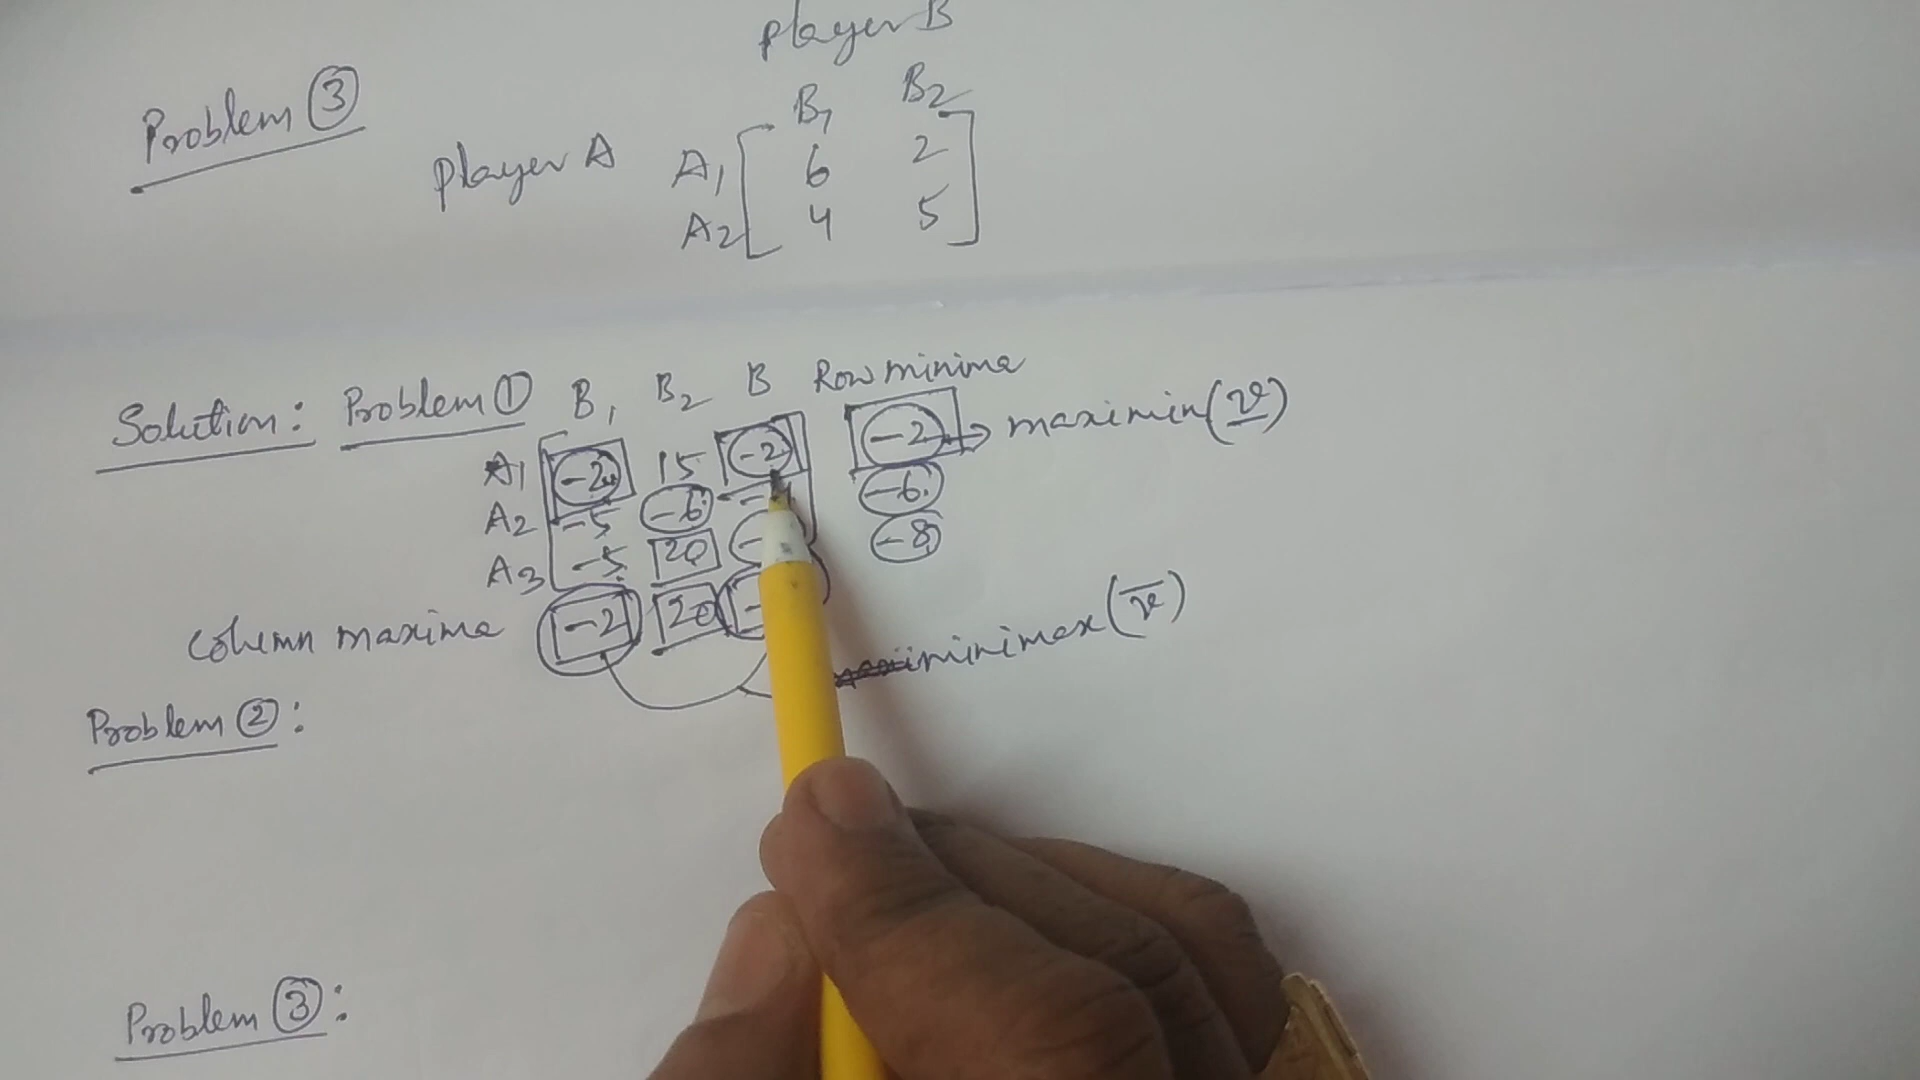 Player B
Problem ③
B1 B2
Player A A1 6 2
A2 4 5
Solution: Problem ① B1 B2 B Row minima
A1 -2 15 -2 -2 → maximin (v)
A2 -5 -6 -6
A3 -5 20 -8
Column maxima -2 20
minimax (v̅)
Problem ②:
Problem ③: